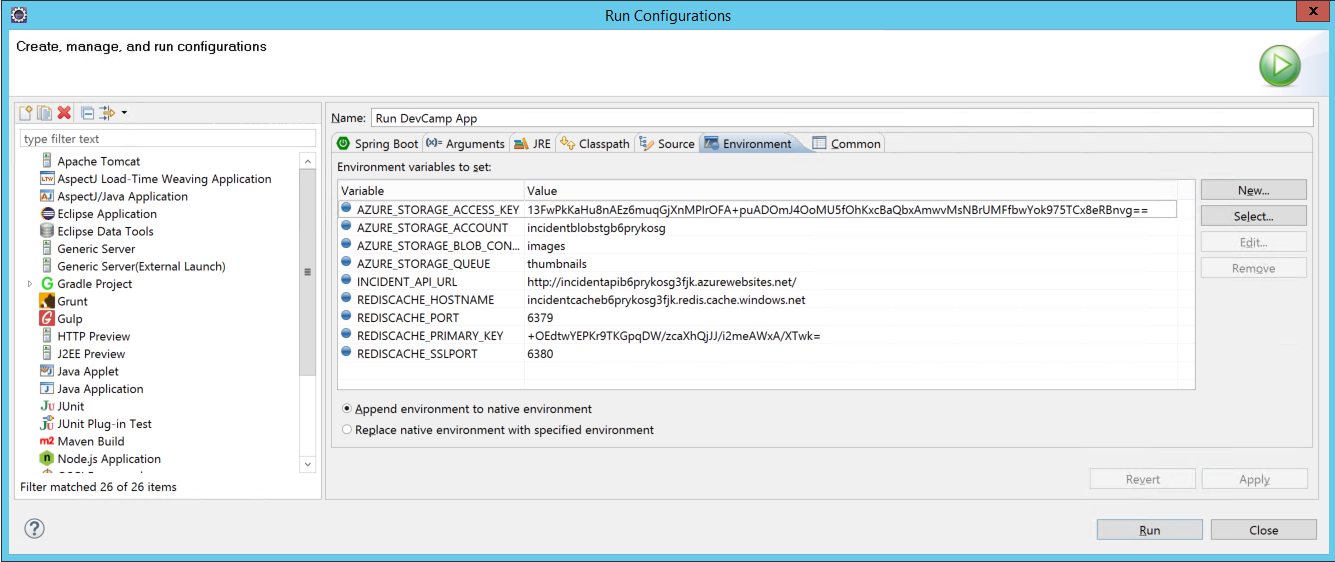 Run Configurations
X
Create, manage, and run configurations
type filter text
Apache Tomcat
LTW AspectJ Load-Time Weaving Application
AJ AspectJ/Java Application
Eclipse Application
Eclipse Data Tools
Generic Server
Generic Server(External Launch)
G Gradle Project
Grunt
Gulp
HTTP Preview
J2EE Preview
Java Applet
Java Application
Ju JUnit
JUnit Plug-in Test
m2 Maven Build
n Node.js Application
Filter matched 26 of 26 items
Name: Run DevCamp App
Spring Boot (x)= Arguments JRE Classpath Source Environment Common
Environment variables to set:
Variable Value
AZURE_STORAGE_ACCESS_KEY 13FwPkKaHu8nAEz6muqGjXnMPIrOFA+puADOmJ4OoMU5fOhKxcBaQbxAmwvMsNBrUMFfbwYok975TCx8eRBnvg==
AZURE_STORAGE_ACCOUNT incidentblobstgb6prykosg
AZURE_STORAGE_BLOB_CON... images
AZURE_STORAGE_QUEUE thumbnails
INCIDENT_API_URL http://incidentapib6prykosg3fjk.azurewebsites.net/
REDISCACHE_HOSTNAME incidentcacheb6prykosg3fjk.redis.cache.windows.net
REDISCACHE_PORT 6379
REDISCACHE_PRIMARY_KEY +OEdtwYEPKr9TKGpqDW/zcaXhQjJJ/i2meAWxA/XTwk=
REDISCACHE_SSLPORT 6380
New...
Select...
Edit...
Remove
Append environment to native environment
Replace native environment with specified environment
Revert Apply
? Run Close